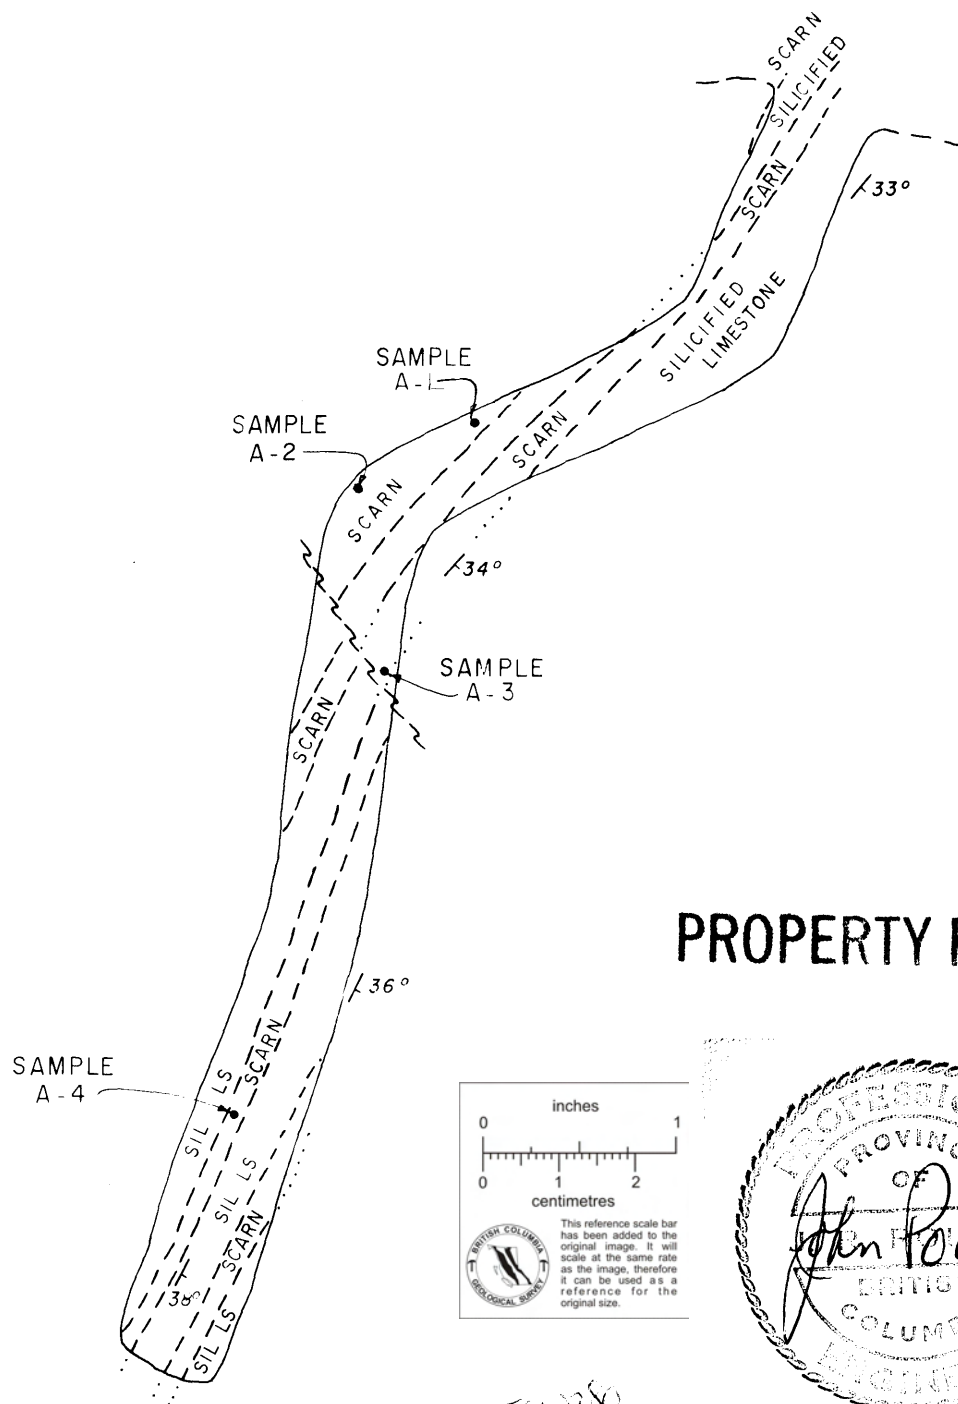 SCARN
SILICIFIED
SCARN
33°
SILICIFIED
LIMESTONE
SAMPLE
A-1
SAMPLE
A-2
SCARN
SCARN
34°
SAMPLE
A-3
SCARN
PROPERTY
36°
SAMPLE
A-4
SIL LS
SCARN
SIL LS
SCARN
SIL LS
38°
inches
0 1
0 1 2
centimetres
This reference scale bar
has been added to the
original image. It will
scale at the same rate
as the image, therefore
it can be used as a
reference for the
original size.
BRITISH COLUMBIA
GEOLOGICAL SURVEY
OF
John